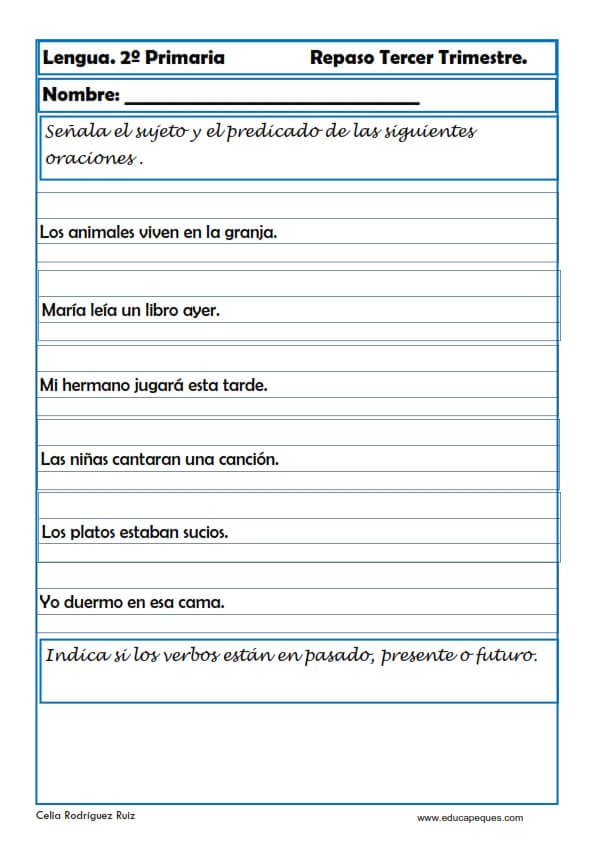 Lengua. 2º Primaria Repaso Tercer Trimestre.
Nombre: ______________________________
Señala el sujeto y el predicado de las siguientes
oraciones .
Los animales viven en la granja.
María leía un libro ayer.
Mi hermano jugará esta tarde.
Las niñas cantaran una canción.
Los platos estaban sucios.
Yo duermo en esa cama.
Indica si los verbos están en pasado, presente o futuro.
Celia Rodríguez Ruiz www.educapeques.com